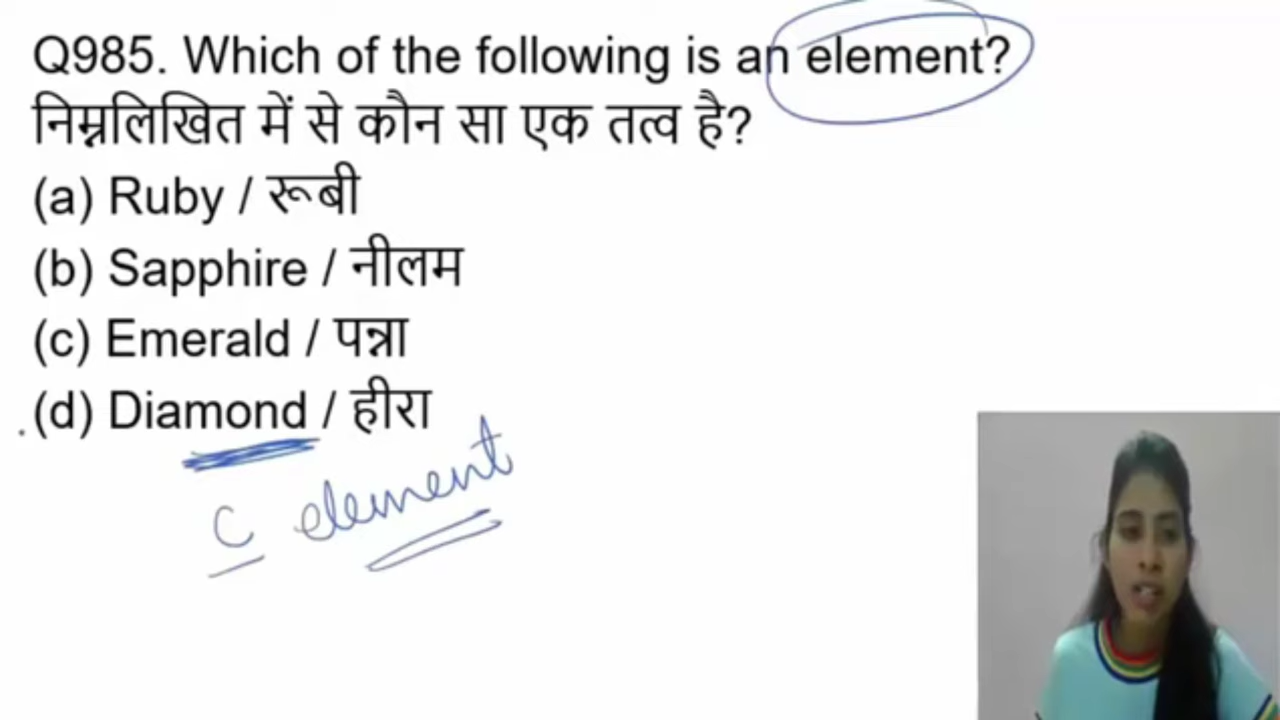 Q985. Which of the following is an element?
निम्नलिखित में से कौन सा एक तत्व है?
(a) Ruby / रूबी
(b) Sapphire / नीलम
(c) Emerald / पन्ना
(d) Diamond / हीरा
C element